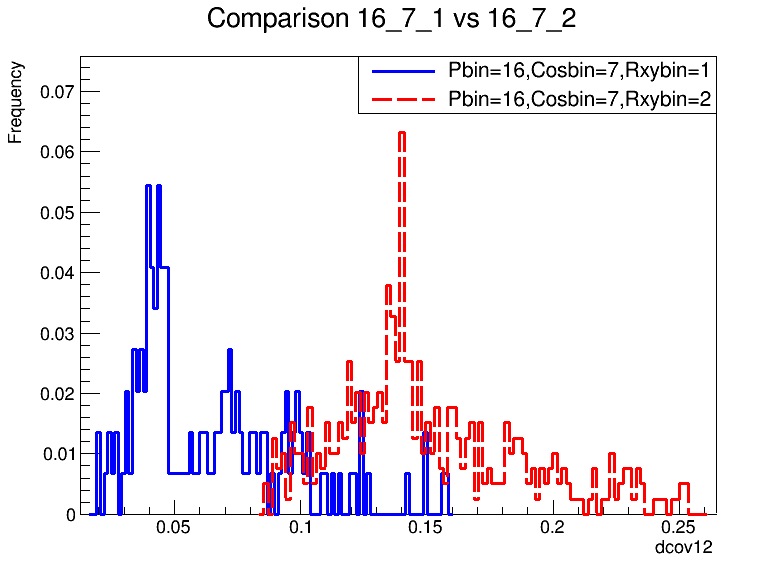 Comparison 16_7_1 vs 16_7_2
Pbin=16,Cosbin=7,Rxybin=1
Pbin=16,Cosbin=7,Rxybin=2
Frequency
0.07
0.06
0.05
0.04
0.03
0.02
0.01
0
0.05
0.1
0.15
0.2
0.25
dcov12